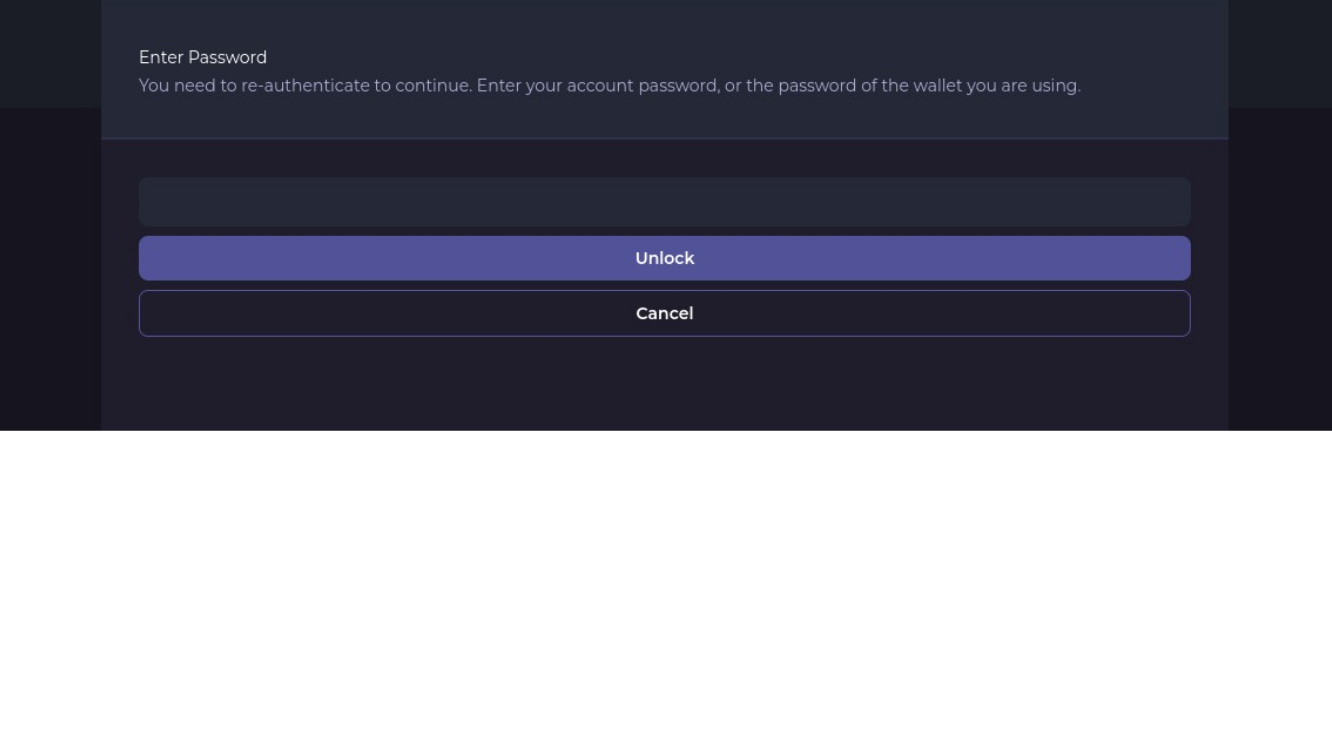 Enter Password
You need to re-authenticate to continue. Enter your account password, or the password of the wallet you are using.
Unlock
Cancel